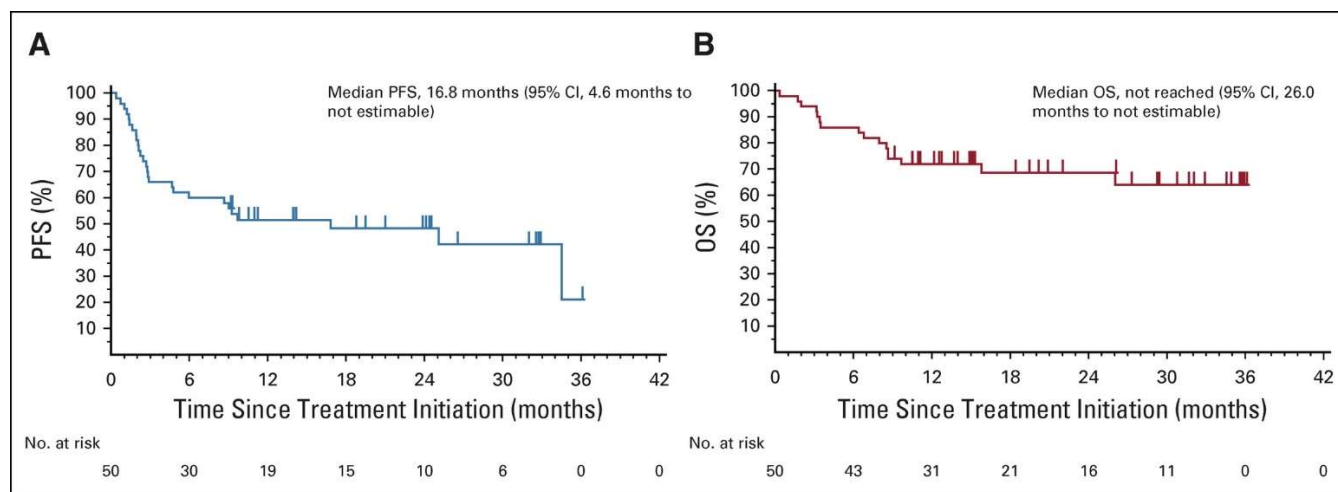 A
Median PFS, 16.8 months (95% CI, 4.6 months to
not estimable)
100
90
80
70
60
50
40
30
20
10
PFS (%)
0 6 12 18 24 30 36 42
Time Since Treatment Initiation (months)
No. at risk
50 30 19 15 10 6 0 0
B
Median OS, not reached (95% CI, 26.0
months to not estimable)
100
90
80
70
60
50
40
30
20
10
OS (%)
0 6 12 18 24 30 36 42
Time Since Treatment Initiation (months)
No. at risk
50 43 31 21 16 11 0 0